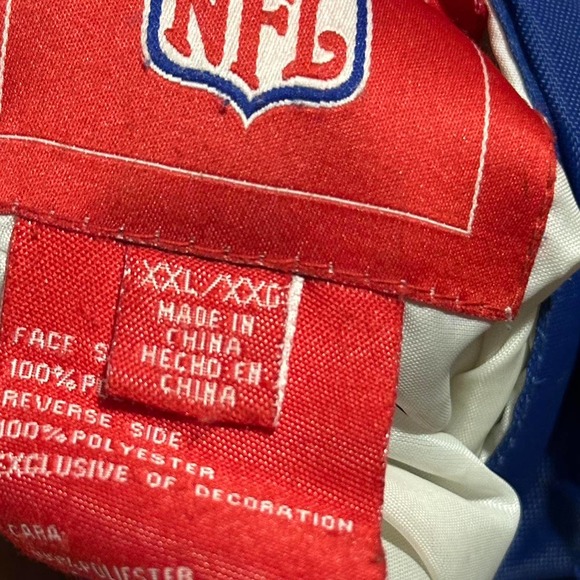 NFL
XXL/XXG
MADE IN
CHINA
HECHO EN
CHINA
FACE
100%
REVERSE SIDE
100% POLYESTER
EXCLUSIVE OF DECORATION
CARA
POLIESTER